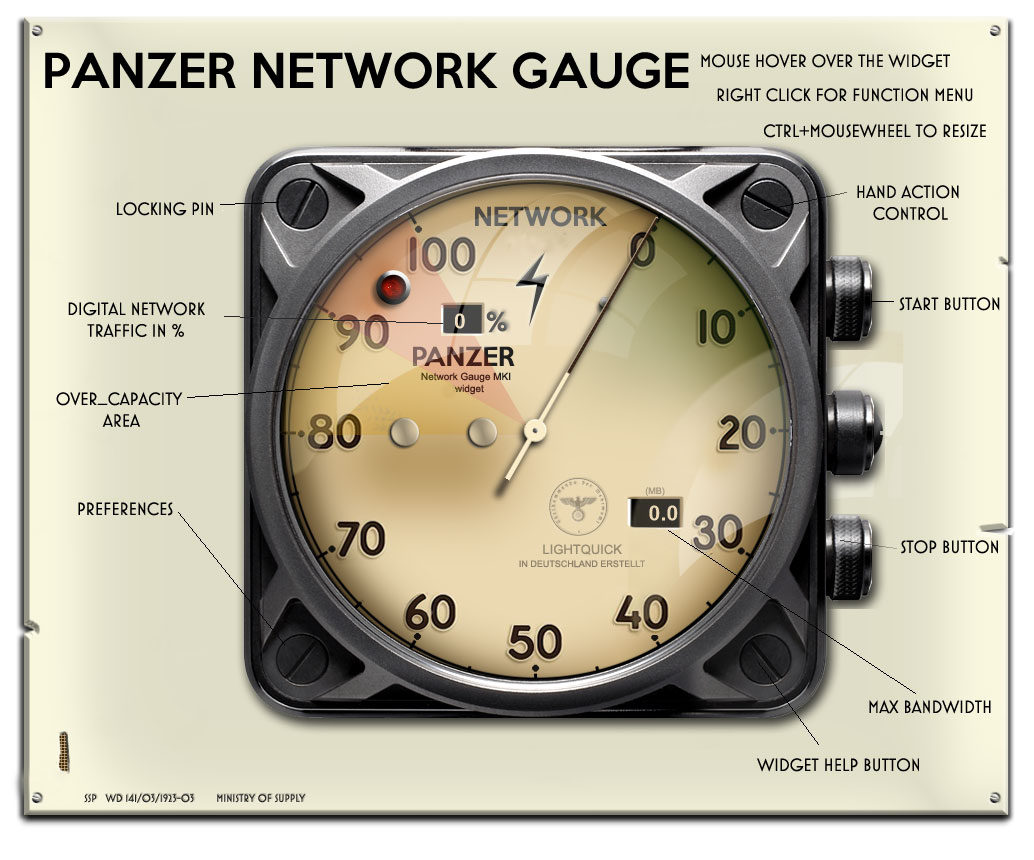 PANZER NETWORK GAUGE
MOUSE HOVER OVER THE WIDGET
RIGHT CLICK FOR FUNCTION MENU
CTRL+MOUSEWHEEL TO RESIZE
LOCKING PIN
HAND ACTION
CONTROL
NETWORK
100
0
DIGITAL NETWORK
TRAFFIC IN %
START BUTTON
90
0 %
10
PANZER
Network Gauge MKI
widget
OVER_CAPACITY
AREA
80
20
PREFERENCES
(MB)
0.0
70
30
STOP BUTTON
LIGHTQUICK
IN DEUTSCHLAND ERSTELLT
60
40
50
MAX BANDWIDTH
WIDGET HELP BUTTON
SSP WD 141/03/1923-03 MINISTRY OF SUPPLY